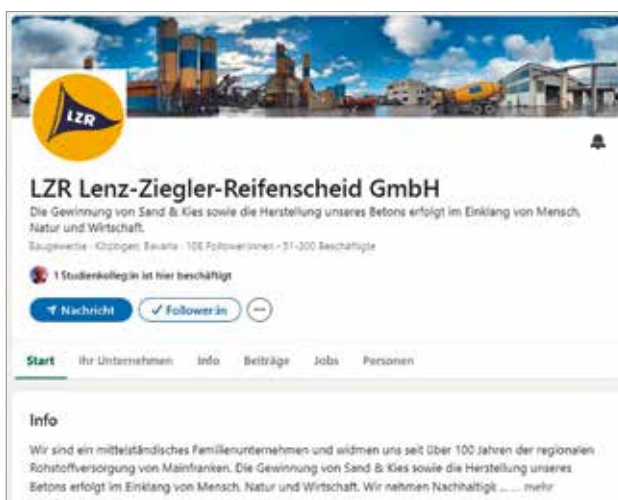 LZR
LZR Lenz-Ziegler-Reifenscheid GmbH
Die Gewinnung von Sand & Kies sowie die Herstellung unseres Betons erfolgt im Einklang von Mensch,
Natur und Wirtschaft.
Baugewerbe · Kitzingen, Bavaria · 106 Follower:innen · 51-200 Beschäftigte
1 Studienkolleg:in ist hier beschäftigt
Nachricht
Follower:in
Start Ihr Unternehmen Info Beiträge Jobs Personen
Info
Wir sind ein mittelständisches Familienunternehmen und widmen uns seit über 100 Jahren der regionalen
Rohstoffversorgung von Mainfranken. Die Gewinnung von Sand & Kies sowie die Herstellung unseres
Betons erfolgt im Einklang von Mensch, Natur und Wirtschaft. Wir nehmen Nachhaltigk ... ... mehr